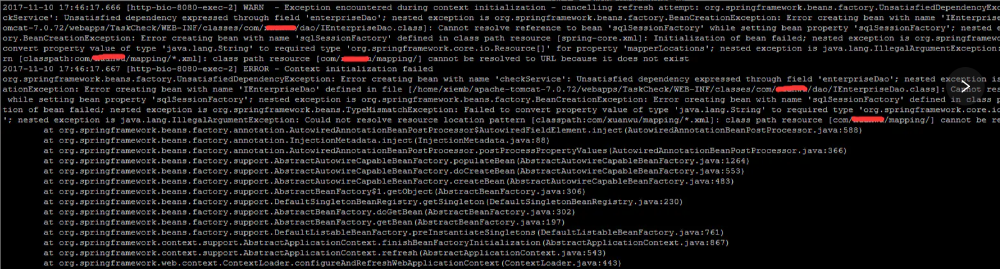 2017-11-10 17:46:17.666 [http-bio-8080-exec-2] WARN  - Exception encountered during context initialization - cancelling refresh attempt: org.springframework.beans.factory.UnsatisfiedDependencyEx
ckService': Unsatisfied dependency expressed through field 'enterpriseDao'; nested exception is org.springframework.beans.factory.BeanCreationException: Error creating bean with name 'IEnterprise
omcat-7.0.72/webapps/TaskCheck/WEB-INF/classes/com/ /dao/IEnterpriseDao.class]: Cannot resolve reference to bean 'sqlSessionFactory' while setting bean property 'sqlSessionFactory'; nested
ory.BeanCreationException: Error creating bean with name 'sqlSessionFactory' defined in class path resource [spring-core.xml]: Initialization of bean failed; nested exception is org.springframewo
convert property value of type 'java.lang.String' to required type 'org.springframework.core.io.Resource[]' for property 'mapperLocations'; nested exception is java.lang.IllegalArgumentException:
rn [classpath:com/ /mapping/*.xml]: class path resource [com/ /mapping/] cannot be resolved to URL because it does not exist
2017-11-10 17:46:17.667 [http-bio-8080-exec-2] ERROR - Context initialization failed
org.springframework.beans.factory.UnsatisfiedDependencyException: Error creating bean with name 'checkService': Unsatisfied dependency expressed through field 'enterpriseDao'; nested exception is
ationException: Error creating bean with name 'IEnterpriseDao' defined in file [/home/xiemb/apache-tomcat-7.0.72/webapps/TaskCheck/WEB-INF/classes/com/ /dao/IEnterpriseDao.class]: Cannot res
while setting bean property 'sqlSessionFactory'; nested exception is org.springframework.beans.factory.BeanCreationException: Error creating bean with name 'sqlSessionFactory' defined in class p
tion of bean failed; nested exception is org.springframework.beans.TypeMismatchException: Failed to convert property value of type 'java.lang.String' to required type 'org.springframework.core.io
'; nested exception is java.lang.IllegalArgumentException: Could not resolve resource location pattern [classpath:com/xuanwu/mapping/*.xml]: class path resource [com/ /mapping/] cannot be re
at org.springframework.beans.factory.annotation.AutowiredAnnotationBeanPostProcessor$AutowiredFieldElement.inject(AutowiredAnnotationBeanPostProcessor.java:588)
at org.springframework.beans.factory.annotation.InjectionMetadata.inject(InjectionMetadata.java:88)
at org.springframework.beans.factory.annotation.AutowiredAnnotationBeanPostProcessor.postProcessPropertyValues(AutowiredAnnotationBeanPostProcessor.java:366)
at org.springframework.beans.factory.support.AbstractAutowireCapableBeanFactory.populateBean(AbstractAutowireCapableBeanFactory.java:1264)
at org.springframework.beans.factory.support.AbstractAutowireCapableBeanFactory.doCreateBean(AbstractAutowireCapableBeanFactory.java:553)
at org.springframework.beans.factory.support.AbstractAutowireCapableBeanFactory.createBean(AbstractAutowireCapableBeanFactory.java:483)
at org.springframework.beans.factory.support.AbstractBeanFactory$1.getObject(AbstractBeanFactory.java:306)
at org.springframework.beans.factory.support.DefaultSingletonBeanRegistry.getSingleton(DefaultSingletonBeanRegistry.java:230)
at org.springframework.beans.factory.support.AbstractBeanFactory.doGetBean(AbstractBeanFactory.java:302)
at org.springframework.beans.factory.support.AbstractBeanFactory.getBean(AbstractBeanFactory.java:197)
at org.springframework.beans.factory.support.DefaultListableBeanFactory.preInstantiateSingletons(DefaultListableBeanFactory.java:761)
at org.springframework.context.support.AbstractApplicationContext.finishBeanFactoryInitialization(AbstractApplicationContext.java:867)
at org.springframework.context.support.AbstractApplicationContext.refresh(AbstractApplicationContext.java:543)
at org.springframework.web.context.ContextLoader.configureAndRefreshWebApplicationContext(ContextLoader.java:443)